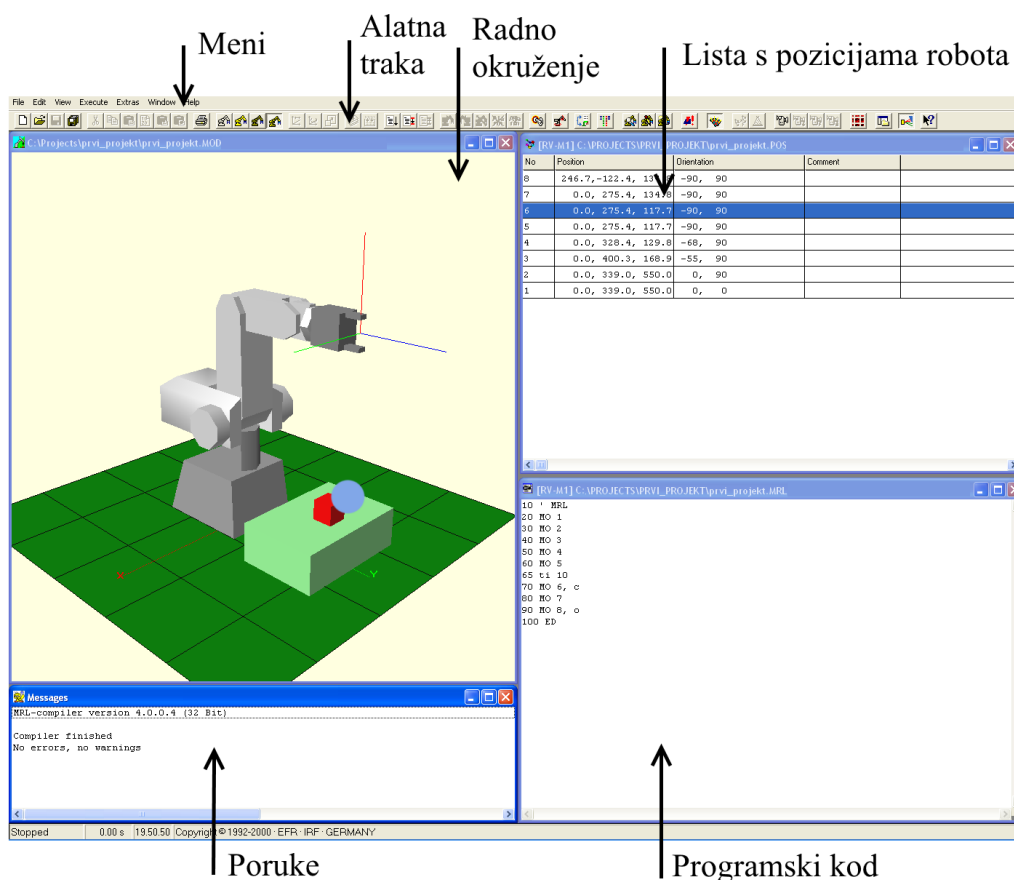 Meni
Alatna traka
Radno okruženje
Lista s pozicijama robota
File Edit View Execute Extras Window Help
C:\Projects\prvi_projekt\prvi_projekt.MOD
X
Y
[RV-M1] C:\PROJECTS\PRVI_PROJEKT\prvi_projekt.POS
No Position Orientation Comment
8 246.7,-122.4, -90, 90
7 0.0, 275.4, 134.8 -90, 90
6 0.0, 275.4, 117.7 -90, 90
5 0.0, 275.4, 117.7 -90, 90
4 0.0, 328.4, 129.8 -68, 90
3 0.0, 400.3, 168.9 -55, 90
2 0.0, 339.0, 550.0 0, 90
1 0.0, 339.0, 550.0 0, 0
[RV-M1] C:\PROJECTS\PRVI_PROJEKT\prvi_projekt.MRL
10 ' MRL
20 MO 1
30 MO 2
40 MO 3
50 MO 4
60 MO 5
65 ti 10
70 MO 6, c
80 MO 7
90 MO 8, o
100 ED
Messages
MRL-compiler version 4.0.0.4 (32 Bit)
Compiler finished
No errors, no warnings
Stopped 0.00 s 19.50.50 Copyright © 1992-2000 · EFR · IRF · GERMANY
Poruke
Programski kod